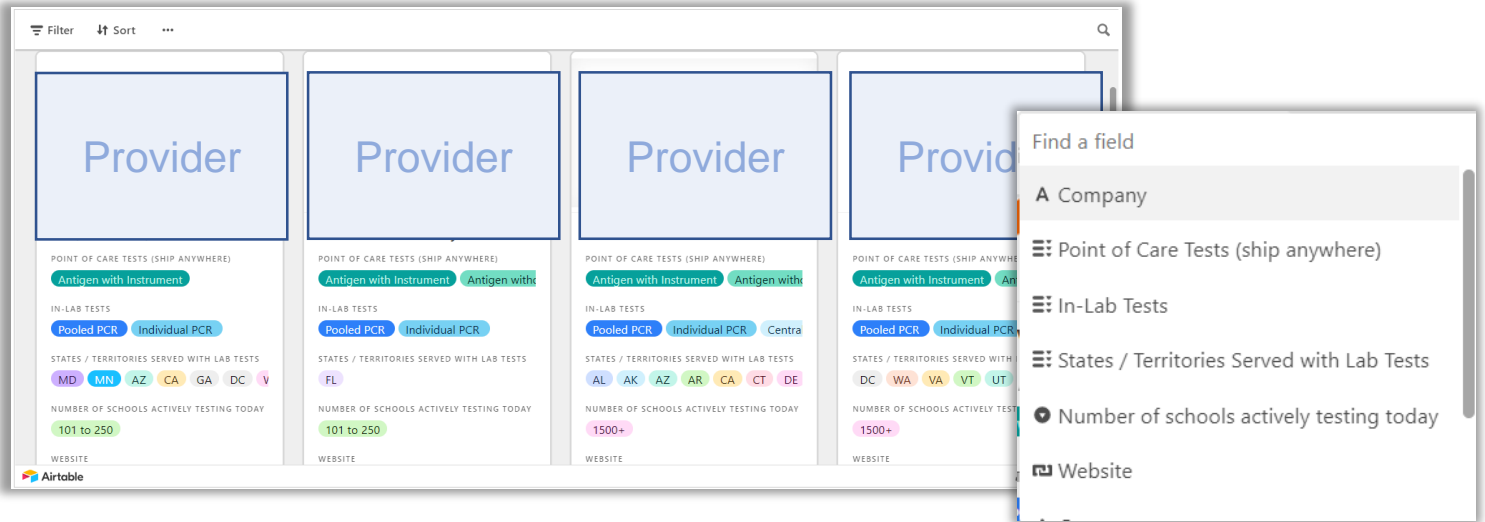 Filter Sort ...
Provider Provider Provider
POINT OF CARE TESTS (SHIP ANYWHERE) POINT OF CARE TESTS (SHIP ANYWHERE) POINT OF CARE TESTS (SHIP ANYWHERE) POINT OF CARE TESTS (SHIP
Antigen with Instrument Antigen with Instrument Antigen Antigen with Instrument Antigen Antigen with Instrument
IN-LAB TESTS IN-LAB TESTS IN-LAB TESTS IN-LAB TESTS
Pooled PCR Individual PCR Pooled PCR Individual PCR Pooled PCR Individual PCR Pooled PCR Individual PCR
STATES / TERRITORIES SERVED WITH LAB TESTS STATES / TERRITORIES SERVED WITH LAB TESTS STATES / TERRITORIES SERVED WITH LAB TESTS STATES / TERRITORIES SERVED WITH
MD MN AZ CA GA DC FL AL AK AZ AR CA CT DE DC WA VA VT UT
NUMBER OF SCHOOLS ACTIVELY TESTING TODAY NUMBER OF SCHOOLS ACTIVELY TESTING TODAY NUMBER OF SCHOOLS ACTIVELY TESTING TODAY NUMBER OF SCHOOLS ACTIVELY
101 to 250 101 to 250 1500+ 1500+
WEBSITE WEBSITE WEBSITE WEBSITE
Airtable
Find a field
A Company
Point of Care Tests (ship anywhere)
In-Lab Tests
States / Territories Served with Lab Tests
Number of schools actively testing today
Website